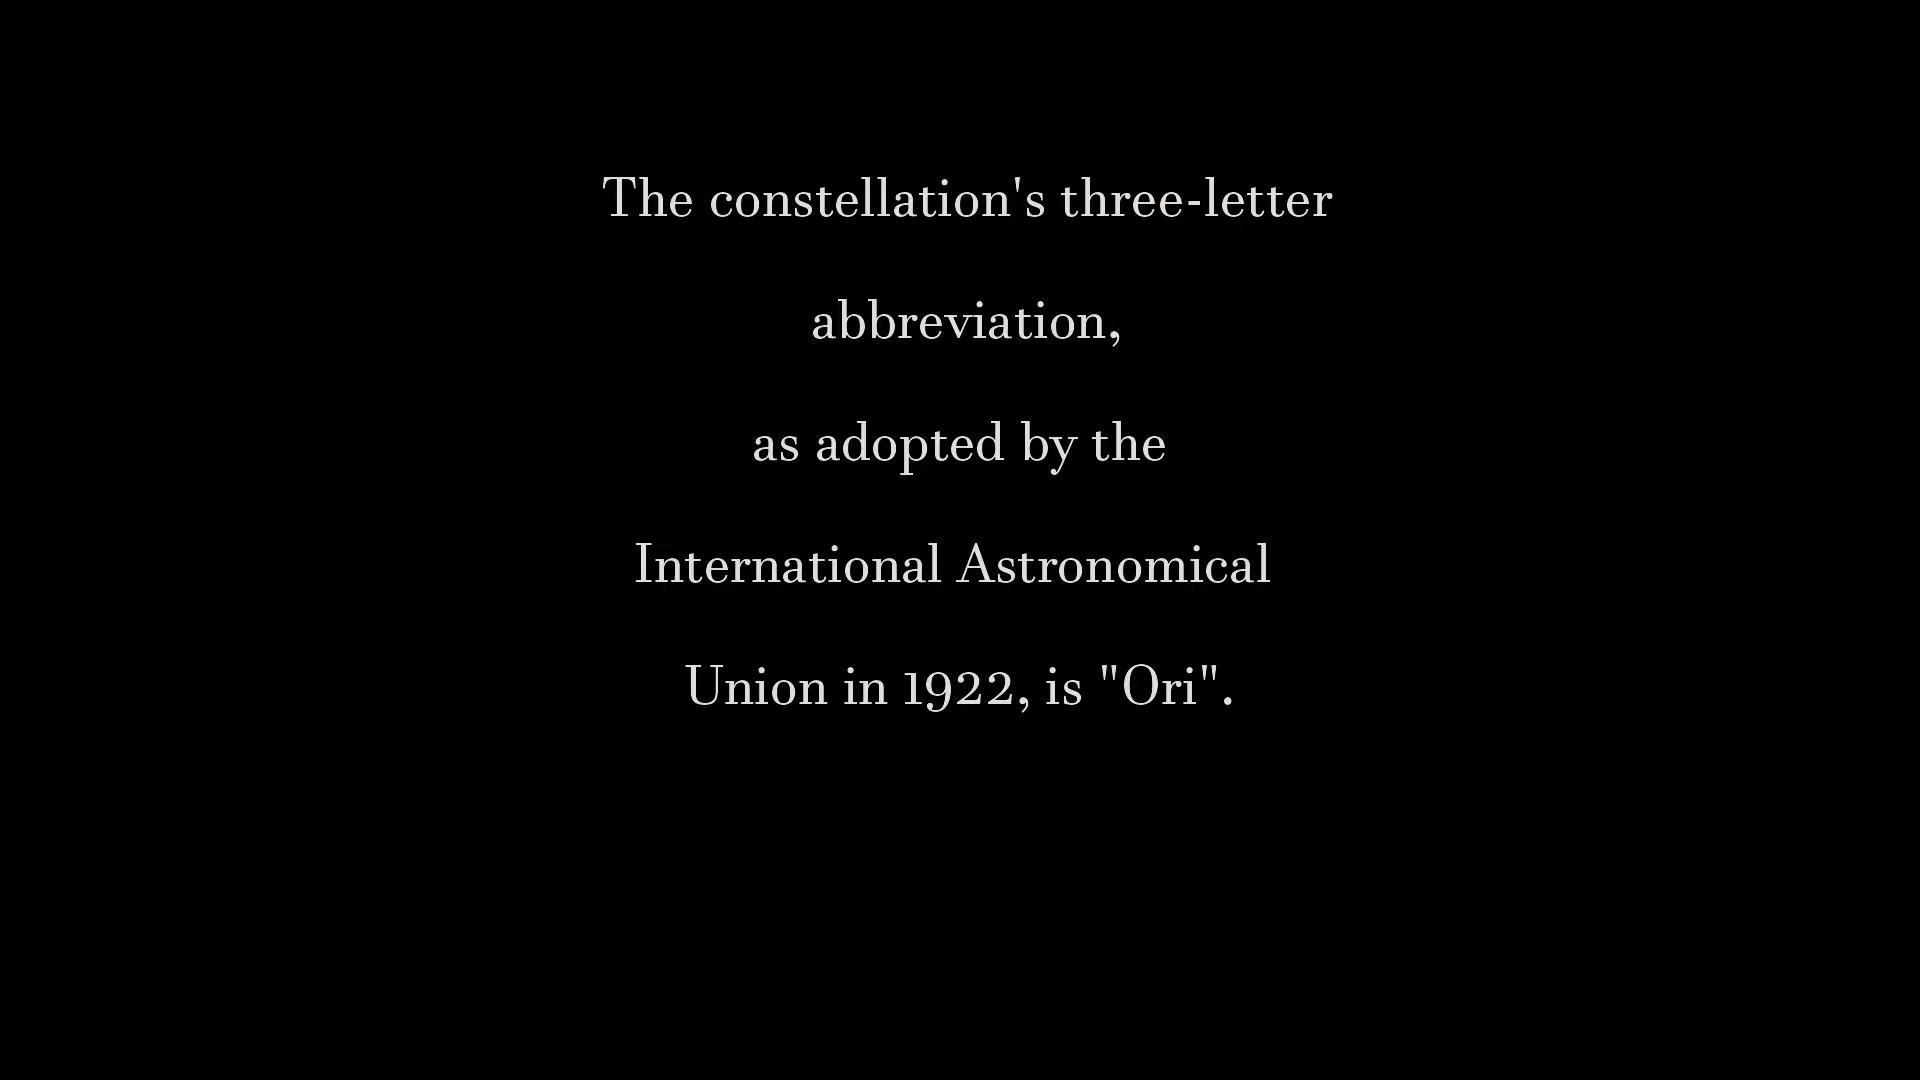 The constellation's three-letter
abbreviation,
as adopted by the
International Astronomical
Union in 1922, is "Ori".